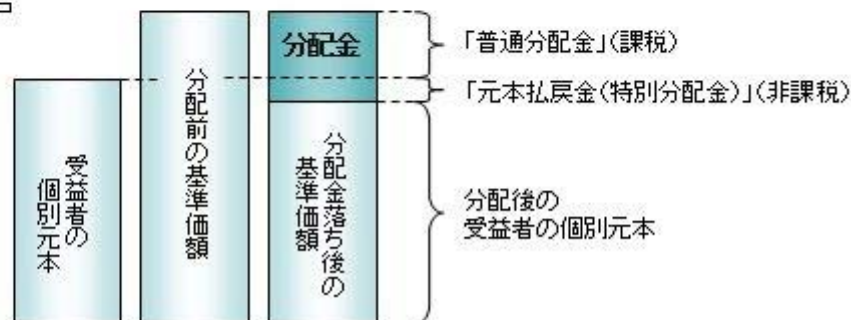 受益者の
個別元本
分配前の基準価額
分配金
分配金落ち後の
基準価額
「普通分配金」(課税)
「元本払戻金(特別分配金)」(非課税)
分配後の
受益者の個別元本